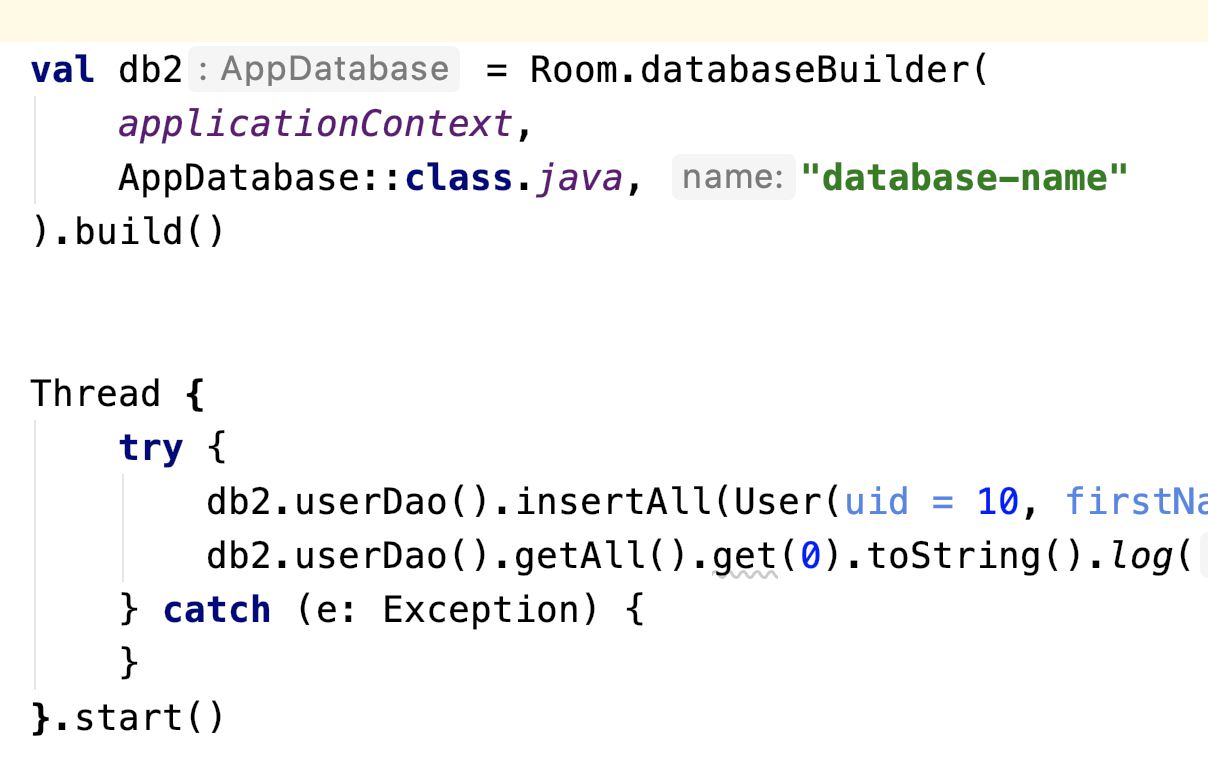 val db2 : AppDatabase = Room.databaseBuilder(
applicationContext,
AppDatabase::class.java, name: "database-name"
).build()
Thread {
try {
db2.userDao().insertAll(User(uid = 10, firstNa
db2.userDao().getAll().get(0).toString().log(
} catch (e: Exception) {
}
}.start()